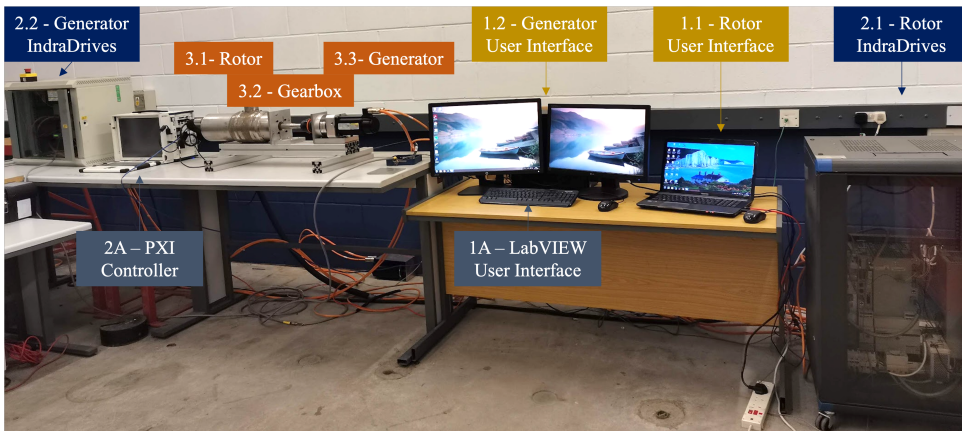 2.2 - Generator
IndraDrives
3.1- Rotor
3.2 - Gearbox
3.3- Generator
1.2 - Generator
User Interface
1.1 - Rotor
User Interface
2.1 - Rotor
IndraDrives
2A – PXI
Controller
1A – LabVIEW
User Interface